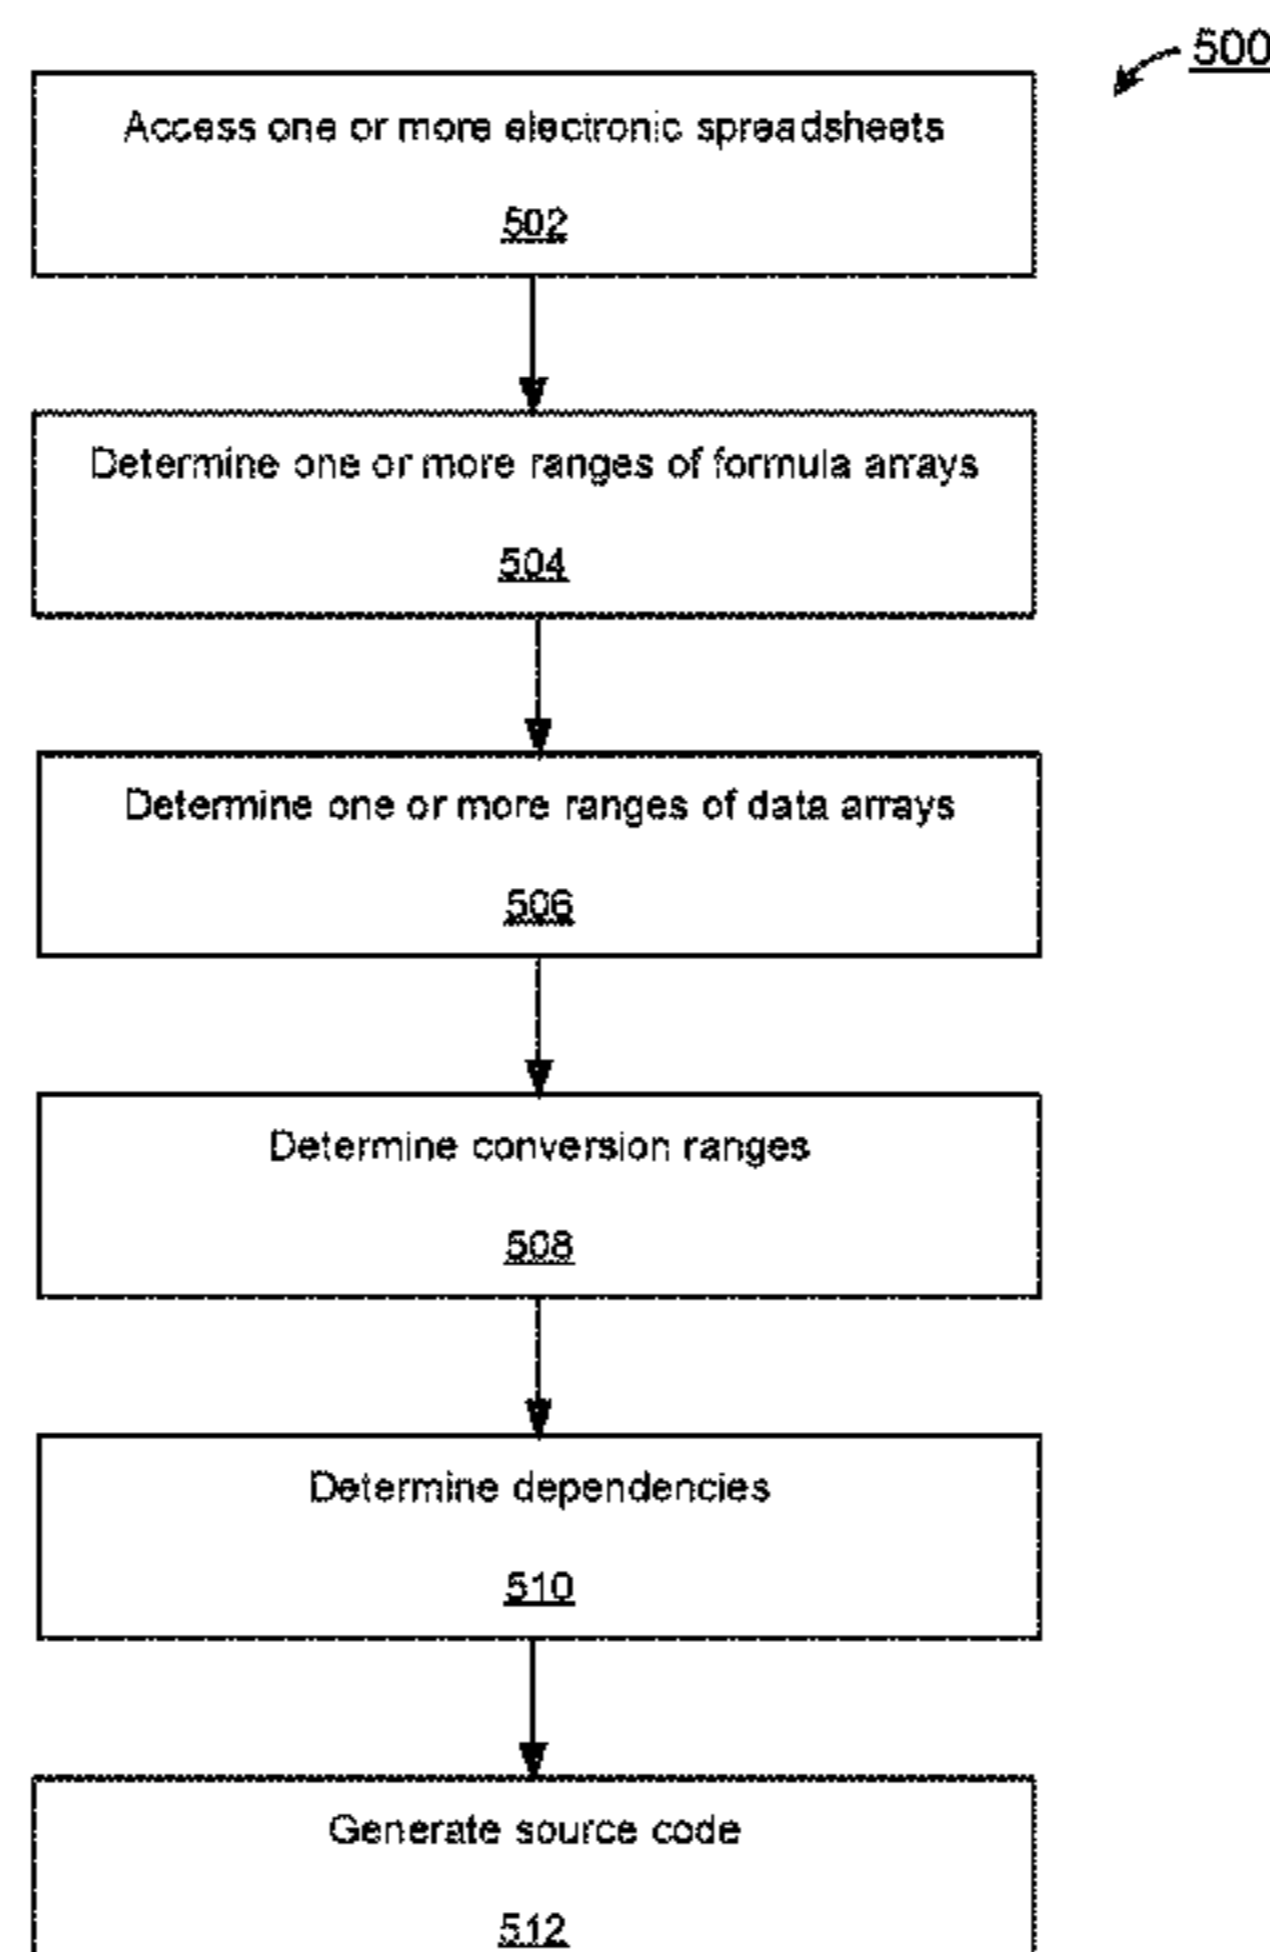 500
Access one or more electronic spreadsheets
502
Determine one or more ranges of formula arrays
504
Determine one or more ranges of data arrays
506
Determine conversion ranges
508
Determine dependencies
510
Generate source code
512